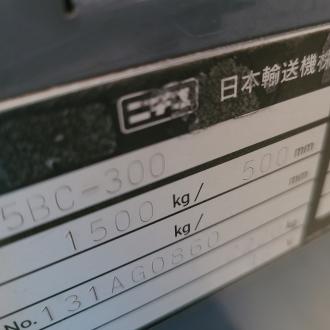 ニチユ 日本輸送機株
5BC-300
1500 kg/ 500 mm
kg/ mm
No. 131AG0860